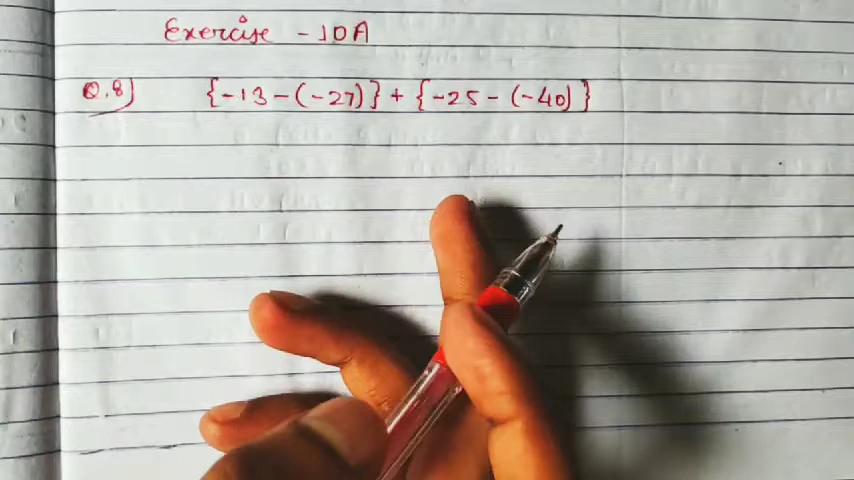 Exercise - 10A
Q.8) {-13-(-27)} + {-25-(-40)}